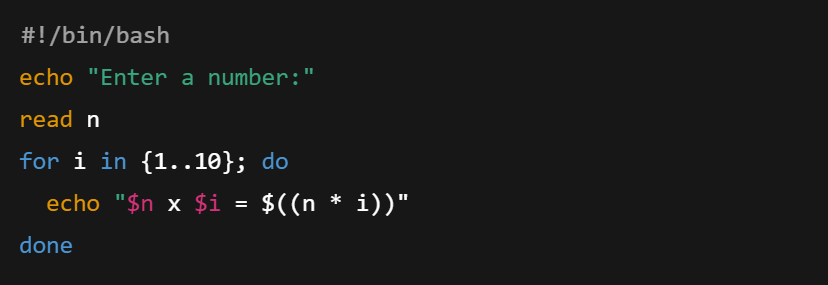 #!/bin/bash
echo "Enter a number:"
read n
for i in {1..10}; do
  echo "$n x $i = $((n * i))"
done